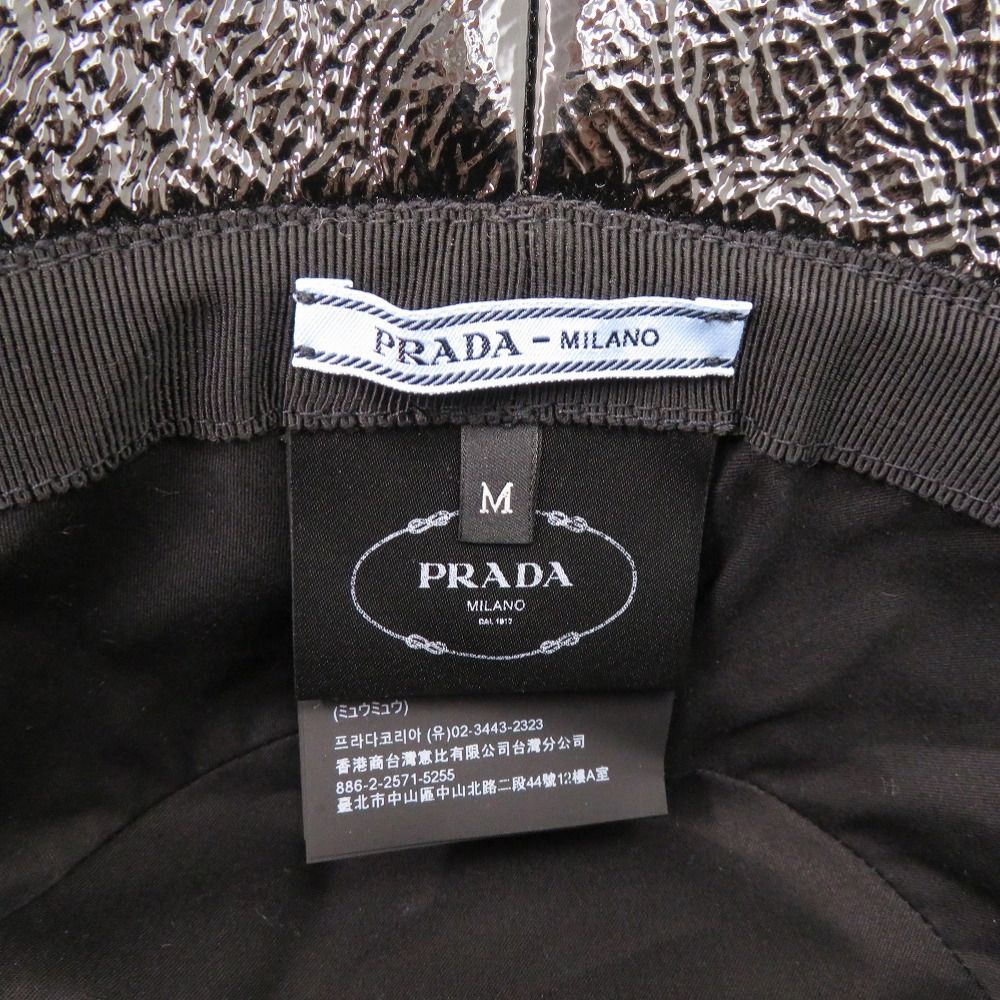 PRADA - MILANO
M
PRADA
MILANO
DAL 1913
(ミュウミュウ)
프라다코리아 (유)02-3443-2323
香港商台灣意比有限公司台灣分公司
886-2-2571-5255
臺北市中山區中山北路二段44號12樓A室